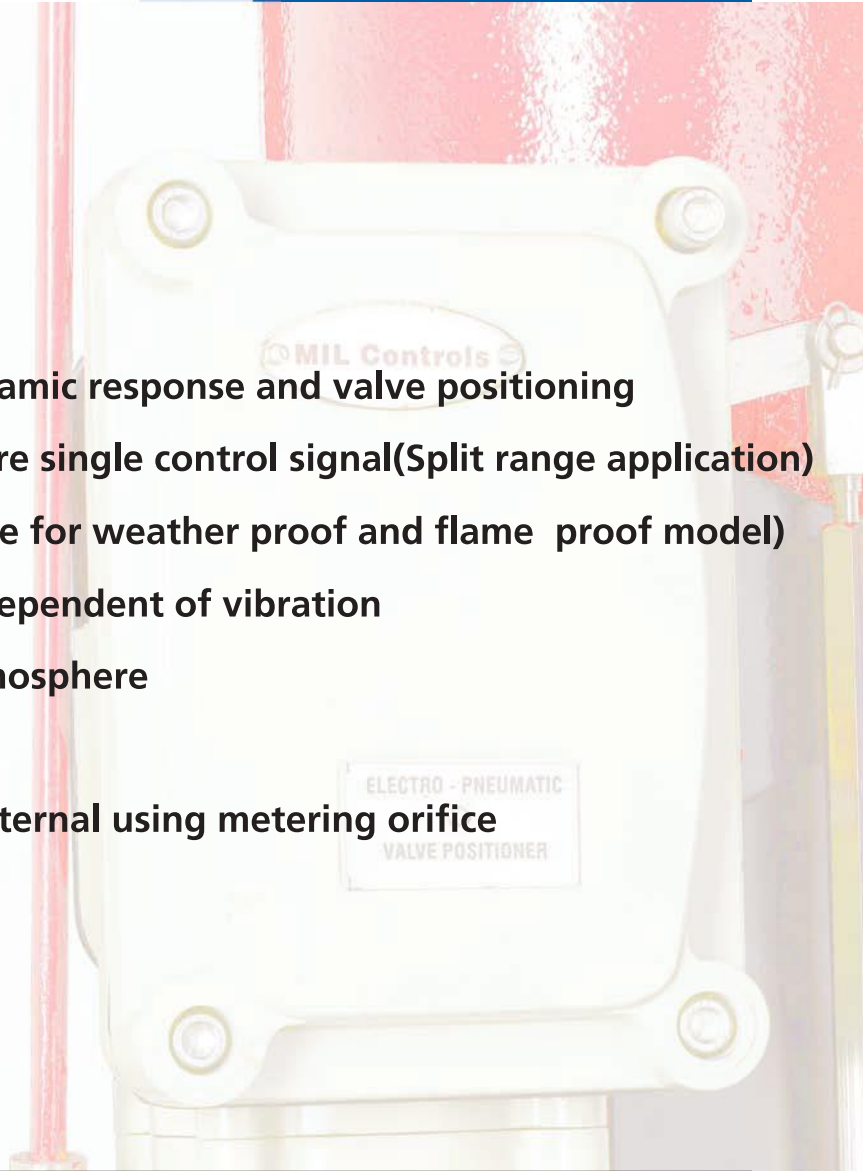 MIL Controls
amic response and valve positioning
re single control signal(Split range application)
e for weather proof and flame proof model)
ependent of vibration
nosphere
ELECTRO - PNEUMATIC
ternal using metering orifice
VALVE POSITIONER